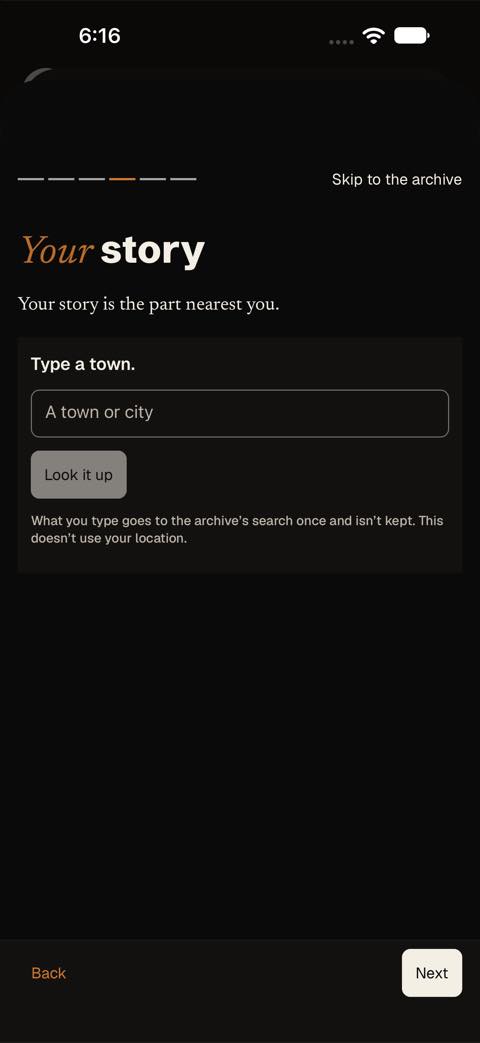 6:16
Skip to the archive
Your story
Your story is the part nearest you.
Type a town.
A town or city
Look it up
What you type goes to the archive’s search once and isn’t kept. This
doesn’t use your location.
Back
Next